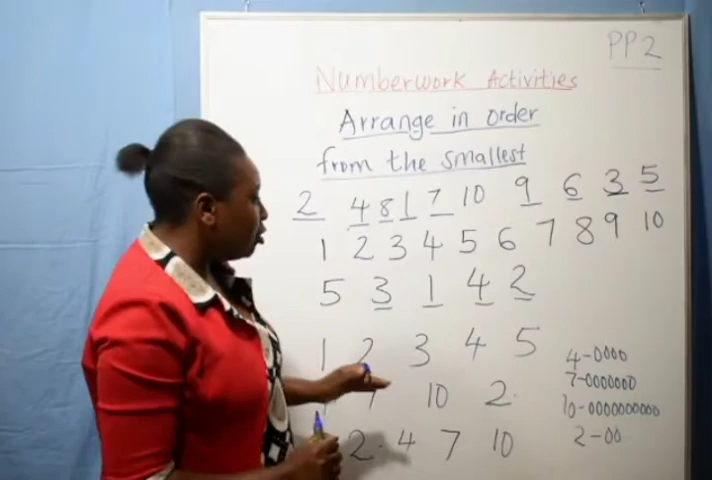 PP2
Numberwork Activities
Arrange in order
from the smallest
2 4 8 1 7 10 9 6 3 5
1 2 3 4 5 6 7 8 9 10
5 3 1 4 2
1 2 3 4 5
4-0000
7-0000000
7 10 2.
10-0000000000
2. 4 7 10
2-00